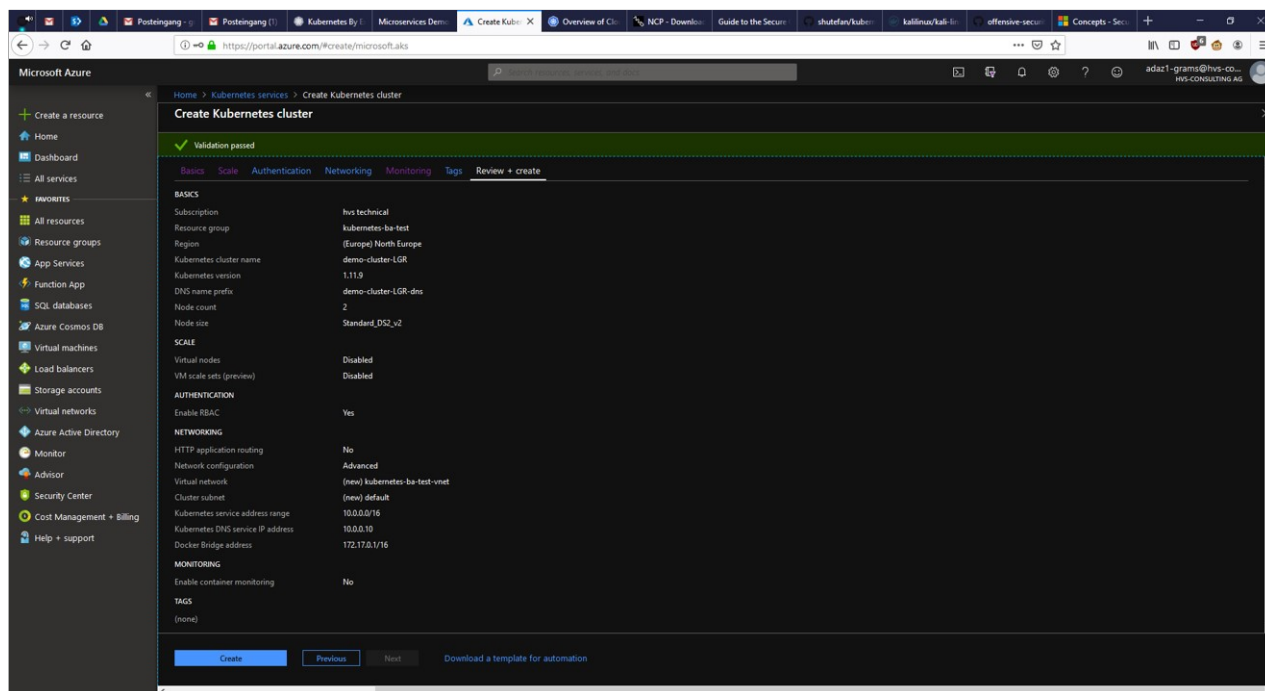 Posteingang - g
Posteingang (1)
Kubernetes By E
Microservices Demo
Create Kuber
Overview of Clo
NCP - Downloa
Guide to the Secure
shutefan/kubern
kalilinux/kali-lin
offensive-securi
Concepts - Secu
https://portal.azure.com/#create/microsoft.aks
Microsoft Azure
Search resources, services, and docs
adaz1-grams@hvs-co...
HVS-CONSULTING AG
Home > Kubernetes services > Create Kubernetes cluster
Create Kubernetes cluster
Validation passed
Basics Scale Authentication Networking Monitoring Tags Review + create
Create a resource
Home
Dashboard
All services
FAVORITES
All resources
Resource groups
App Services
Function App
SQL databases
Azure Cosmos DB
Virtual machines
Load balancers
Storage accounts
Virtual networks
Azure Active Directory
Monitor
Advisor
Security Center
Cost Management + Billing
Help + support
BASICS
Subscription hvs technical
Resource group kubernetes-ba-test
Region (Europe) North Europe
Kubernetes cluster name demo-cluster-LGR
Kubernetes version 1.11.9
DNS name prefix demo-cluster-LGR-dns
Node count 2
Node size Standard_DS2_v2
SCALE
Virtual nodes Disabled
VM scale sets (preview) Disabled
AUTHENTICATION
Enable RBAC Yes
NETWORKING
HTTP application routing No
Network configuration Advanced
Virtual network (new) kubernetes-ba-test-vnet
Cluster subnet (new) default
Kubernetes service address range 10.0.0.0/16
Kubernetes DNS service IP address 10.0.0.10
Docker Bridge address 172.17.0.1/16
MONITORING
Enable container monitoring No
TAGS
(none)
Create Previous Next Download a template for automation